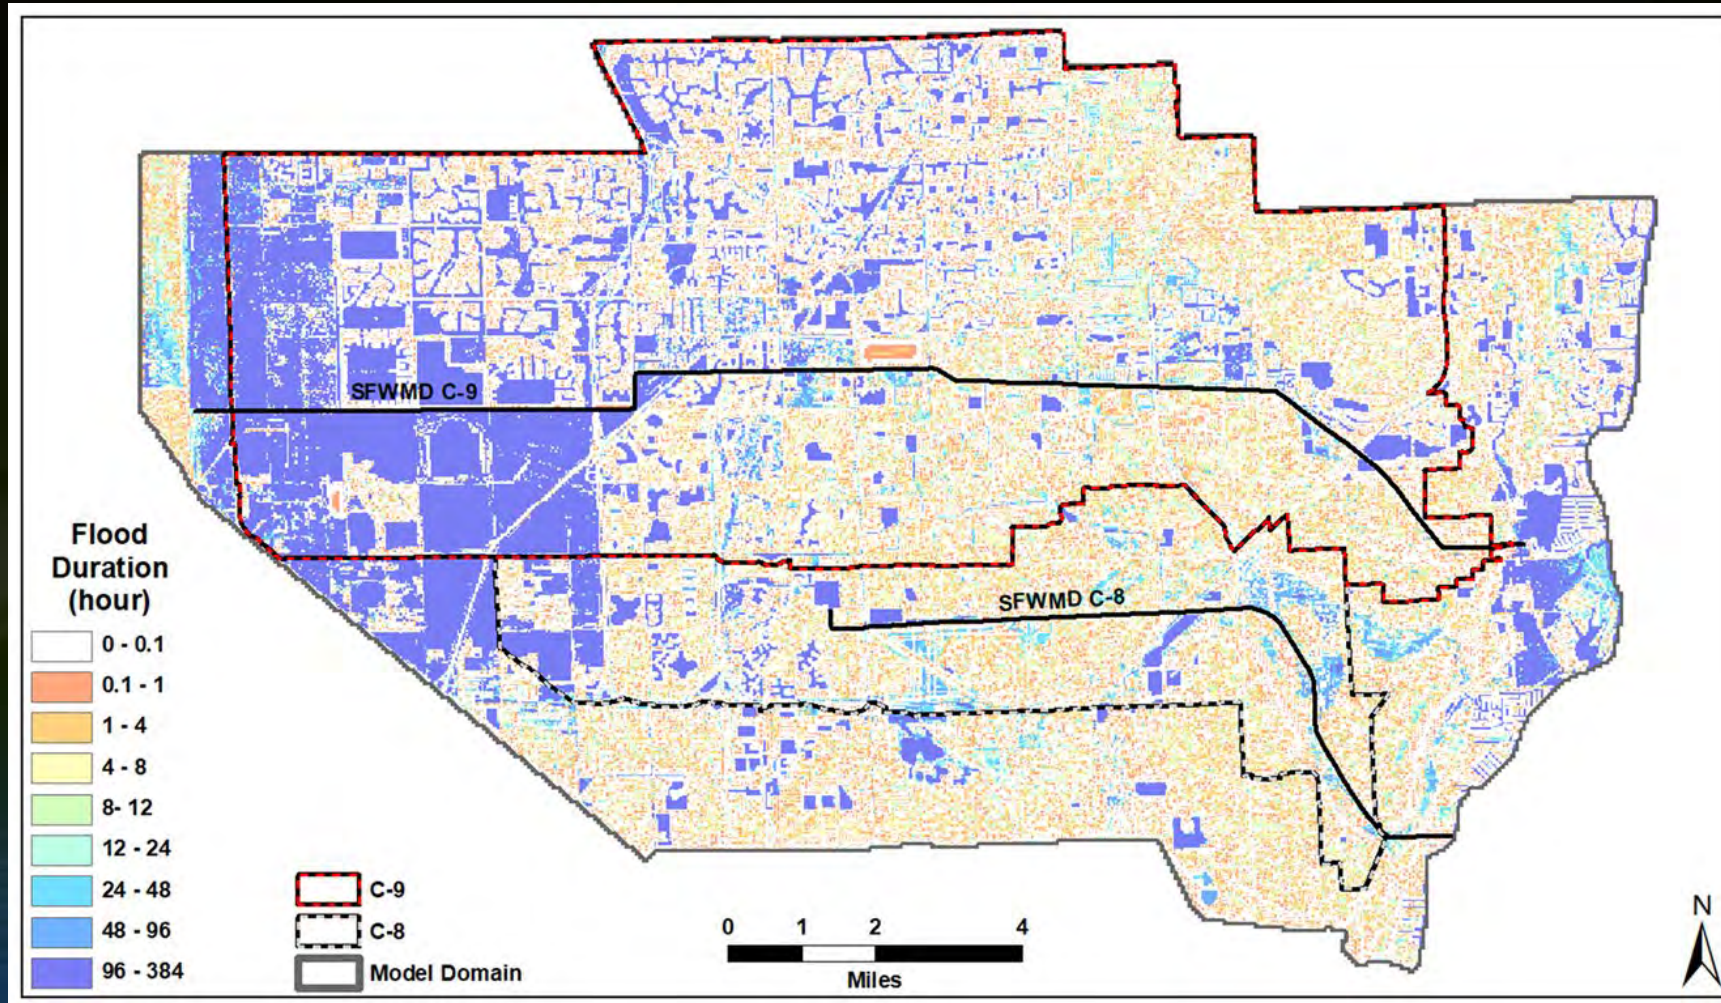 SFWMD C-9
SFWMD C-8
Flood
Duration
(hour)
0 - 0.1
0.1 - 1
1 - 4
4 - 8
8- 12
12 - 24
24 - 48
48 - 96
96 - 384
C-9
C-8
Model Domain
0 1 2 4
Miles
N